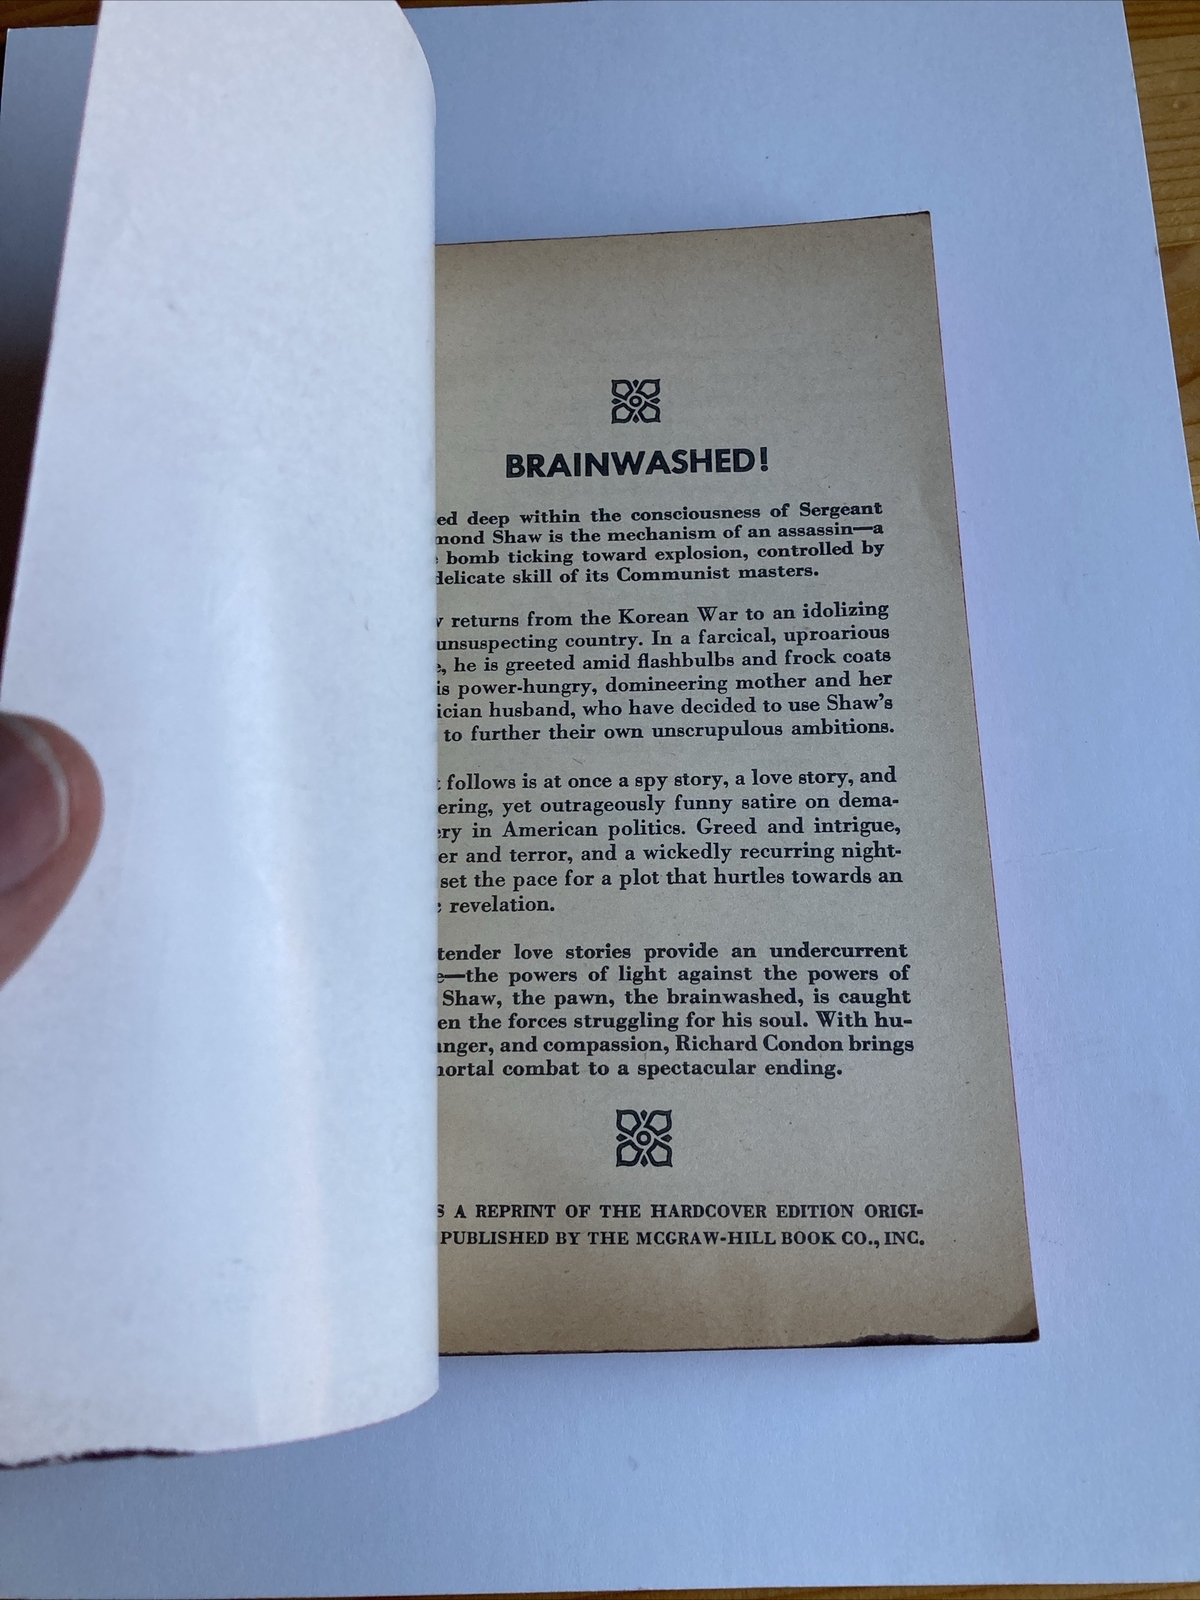 BRAINWASHED!
ed deep within the consciousness of Sergeant
mond Shaw is the mechanism of an assassin—a
bomb ticking toward explosion, controlled by
delicate skill of its Communist masters.
returns from the Korean War to an idolizing
unsuspecting country. In a farcical, uproarious
, he is greeted amid flashbulbs and frock coats
is power-hungry, domineering mother and her
ician husband, who have decided to use Shaw's
to further their own unscrupulous ambitions.
follows is at once a spy story, a love story, and
ering, yet outrageously funny satire on dema-
ry in American politics. Greed and intrigue,
er and terror, and a wickedly recurring night-
set the pace for a plot that hurtles towards an
revelation.
tender love stories provide an undercurrent
e—the powers of light against the powers of
Shaw, the pawn, the brainwashed, is caught
en the forces struggling for his soul. With hu-
nger, and compassion, Richard Condon brings
mortal combat to a spectacular ending.
S A REPRINT OF THE HARDCOVER EDITION ORIGI-
PUBLISHED BY THE MCGRAW-HILL BOOK CO., INC.